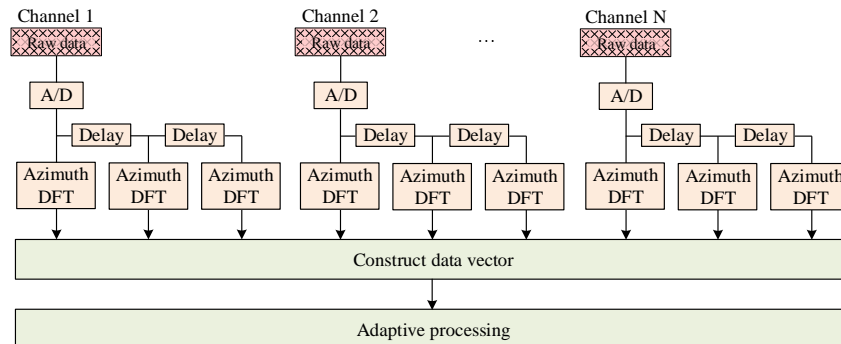 Channel 1 Channel 2 … Channel N
Raw data Raw data Raw data
A/D A/D A/D
Delay Delay Delay Delay Delay Delay
Azimuth Azimuth Azimuth Azimuth Azimuth Azimuth Azimuth Azimuth Azimuth
DFT DFT DFT DFT DFT DFT DFT DFT DFT
Construct data vector
Adaptive processing